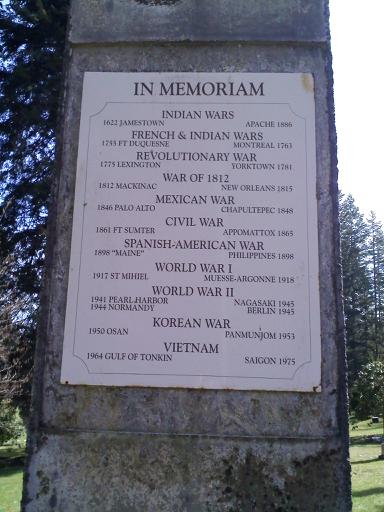 IN MEMORIAM
INDIAN WARS
1622 JAMESTOWN APACHE 1886
FRENCH & INDIAN WARS
1755 FT DUQUESNE MONTREAL 1763
REVOLUTIONARY WAR
1775 LEXINGTON YORKTOWN 1781
WAR OF 1812
1812 MACKINAC NEW ORLEANS 1815
MEXICAN WAR
1846 PALO ALTO CHAPULTEPEC 1848
CIVIL WAR
1861 FT SUMTER APPOMATTOX 1865
SPANISH-AMERICAN WAR
1898 "MAINE" PHILIPPINES 1898
WORLD WAR I
1917 ST MIHIEL MUESSE-ARGONNE 1918
WORLD WAR II
1941 PEARL-HARBOR NAGASAKI 1945
1944 NORMANDY BERLIN 1945
KOREAN WAR
1950 OSAN PANMUNJOM 1953
VIETNAM
1964 GULF OF TONKIN SAIGON 1975